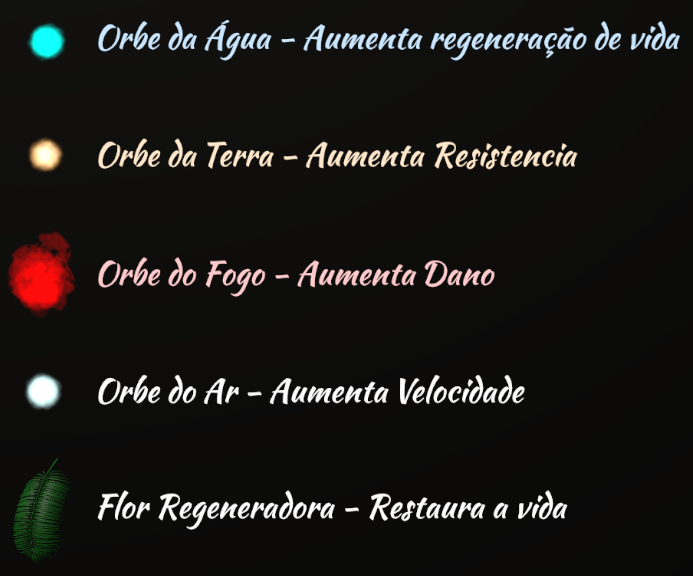 Orbe da Água - Aumenta regeneração de vida
Orbe da Terra - Aumenta Resistencia
Orbe do Fogo - Aumenta Dano
Orbe do Ar - Aumenta Velocidade
Flor Regeneradora - Restaura a vida